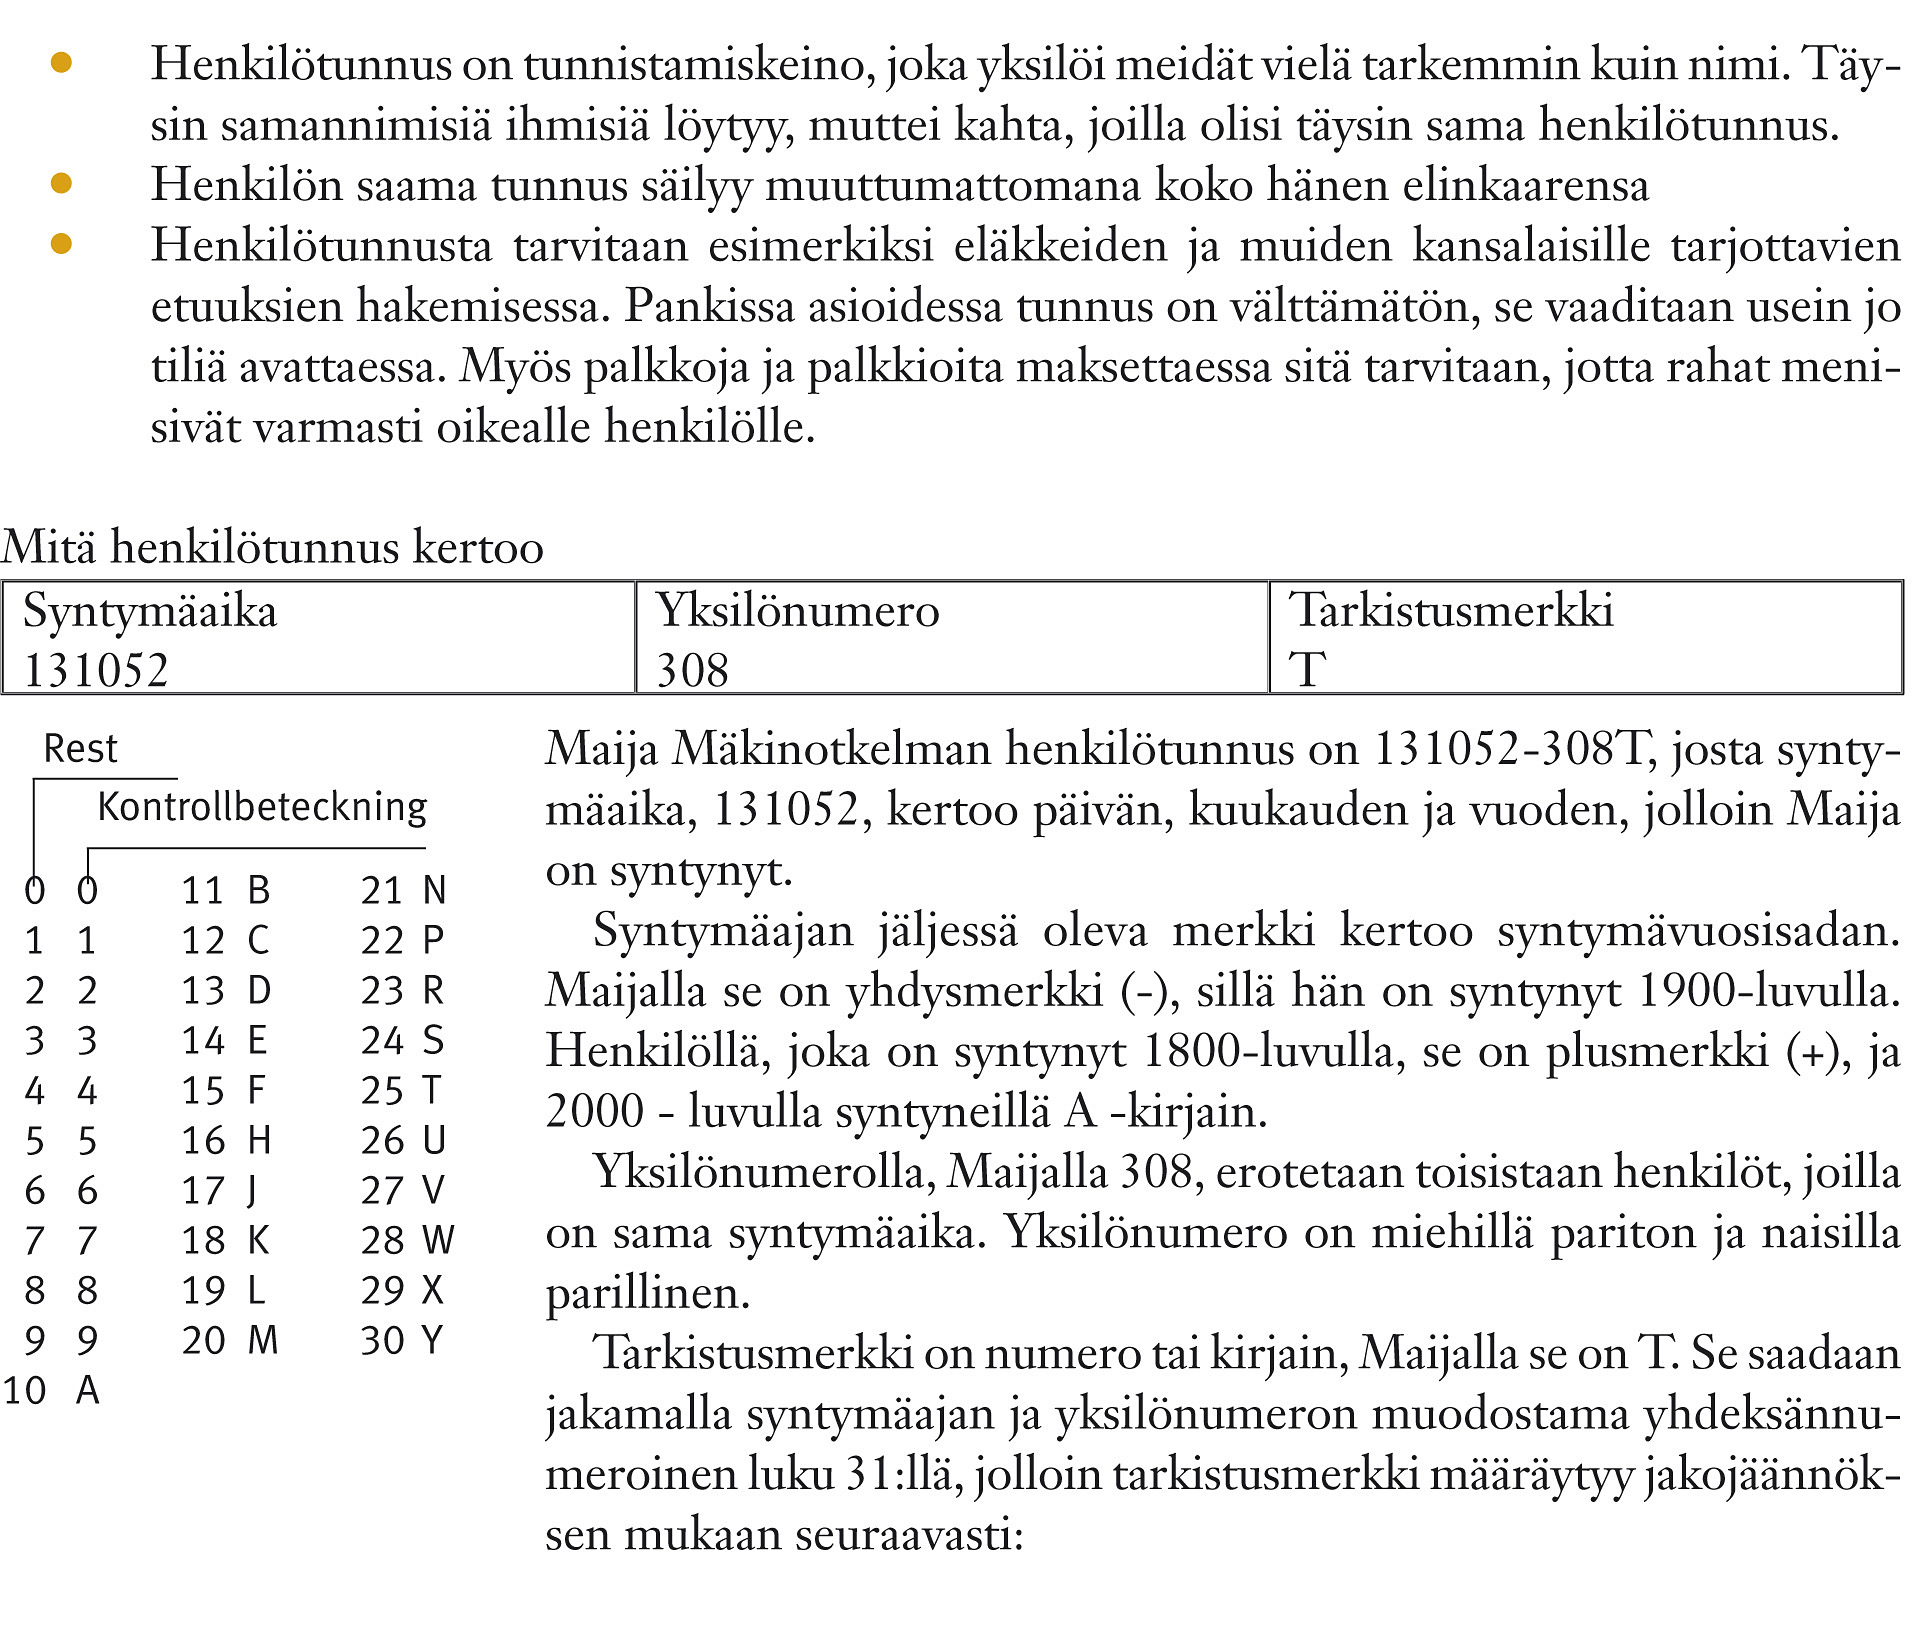 Henkilötunnus on tunnistamiskeino, joka yksilöi meidät vielä tarkemmin kuin nimi. Täy-
sin samannimisiä ihmisiä löytyy, muttei kahta, joilla olisi täysin sama henkilötunnus.
Henkilön saama tunnus säilyy muuttumattomana koko hänen elinkaarensa
Henkilötunnusta tarvitaan esimerkiksi eläkkeiden ja muiden kansalaisille tarjottavien
etuuksien hakemisessa. Pankissa asioidessa tunnus on välttämätön, se vaaditaan usein jo
tiliä avattaessa. Myös palkkoja ja palkkioita maksettaessa sitä tarvitaan, jotta rahat meni-
sivät varmasti oikealle henkilölle.
Mitä henkilötunnus kertoo
Syntymäaika Yksilönumero Tarkistusmerkki
131052 308 T
Rest
Kontrollbeteckning
0 0 11 B 21 N
1 1 12 C 22 P
2 2 13 D 23 R
3 3 14 E 24 S
4 4 15 F 25 T
5 5 16 H 26 U
6 6 17 J 27 V
7 7 18 K 28 W
8 8 19 L 29 X
9 9 20 M 30 Y
10 A
Maija Mäkinotkelman henkilötunnus on 131052-308T, josta synty-
mäaika, 131052, kertoo päivän, kuukauden ja vuoden, jolloin Maija
on syntynyt.
Syntymäajan jäljessä oleva merkki kertoo syntymävuosisadan.
Maijalla se on yhdysmerkki (-), sillä hän on syntynyt 1900-luvulla.
Henkilöllä, joka on syntynyt 1800-luvulla, se on plusmerkki (+), ja
2000 - luvulla syntyneillä A -kirjain.
Yksilönumerolla, Maijalla 308, erotetaan toisistaan henkilöt, joilla
on sama syntymäaika. Yksilönumero on miehillä pariton ja naisilla
parillinen.
Tarkistusmerkki on numero tai kirjain, Maijalla se on T. Se saadaan
jakamalla syntymäajan ja yksilönumeron muodostama yhdeksännu-
meroinen luku 31:llä, jolloin tarkistusmerkki määräytyy jakojäännök-
sen mukaan seuraavasti: